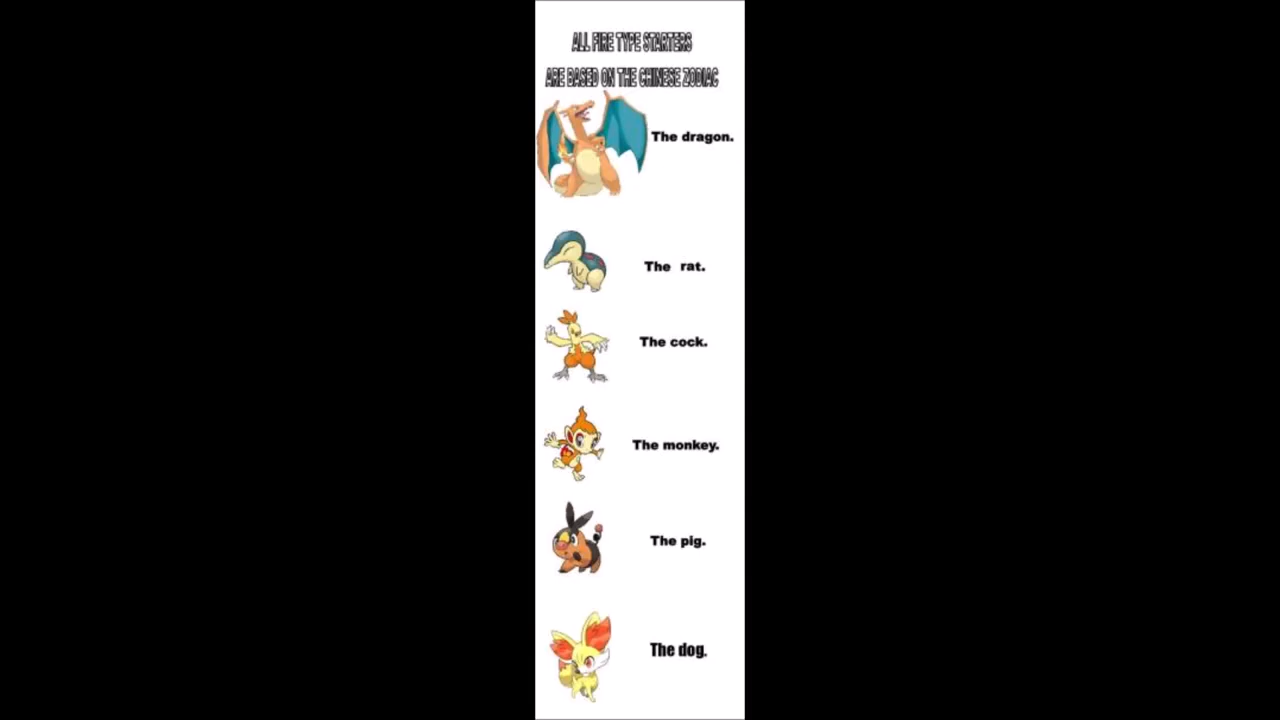 ALL FIRE TYPE STARTERS
ARE BASED ON THE CHINESE ZODIAC
The dragon.
The rat.
The cock.
The monkey.
The pig.
The dog.